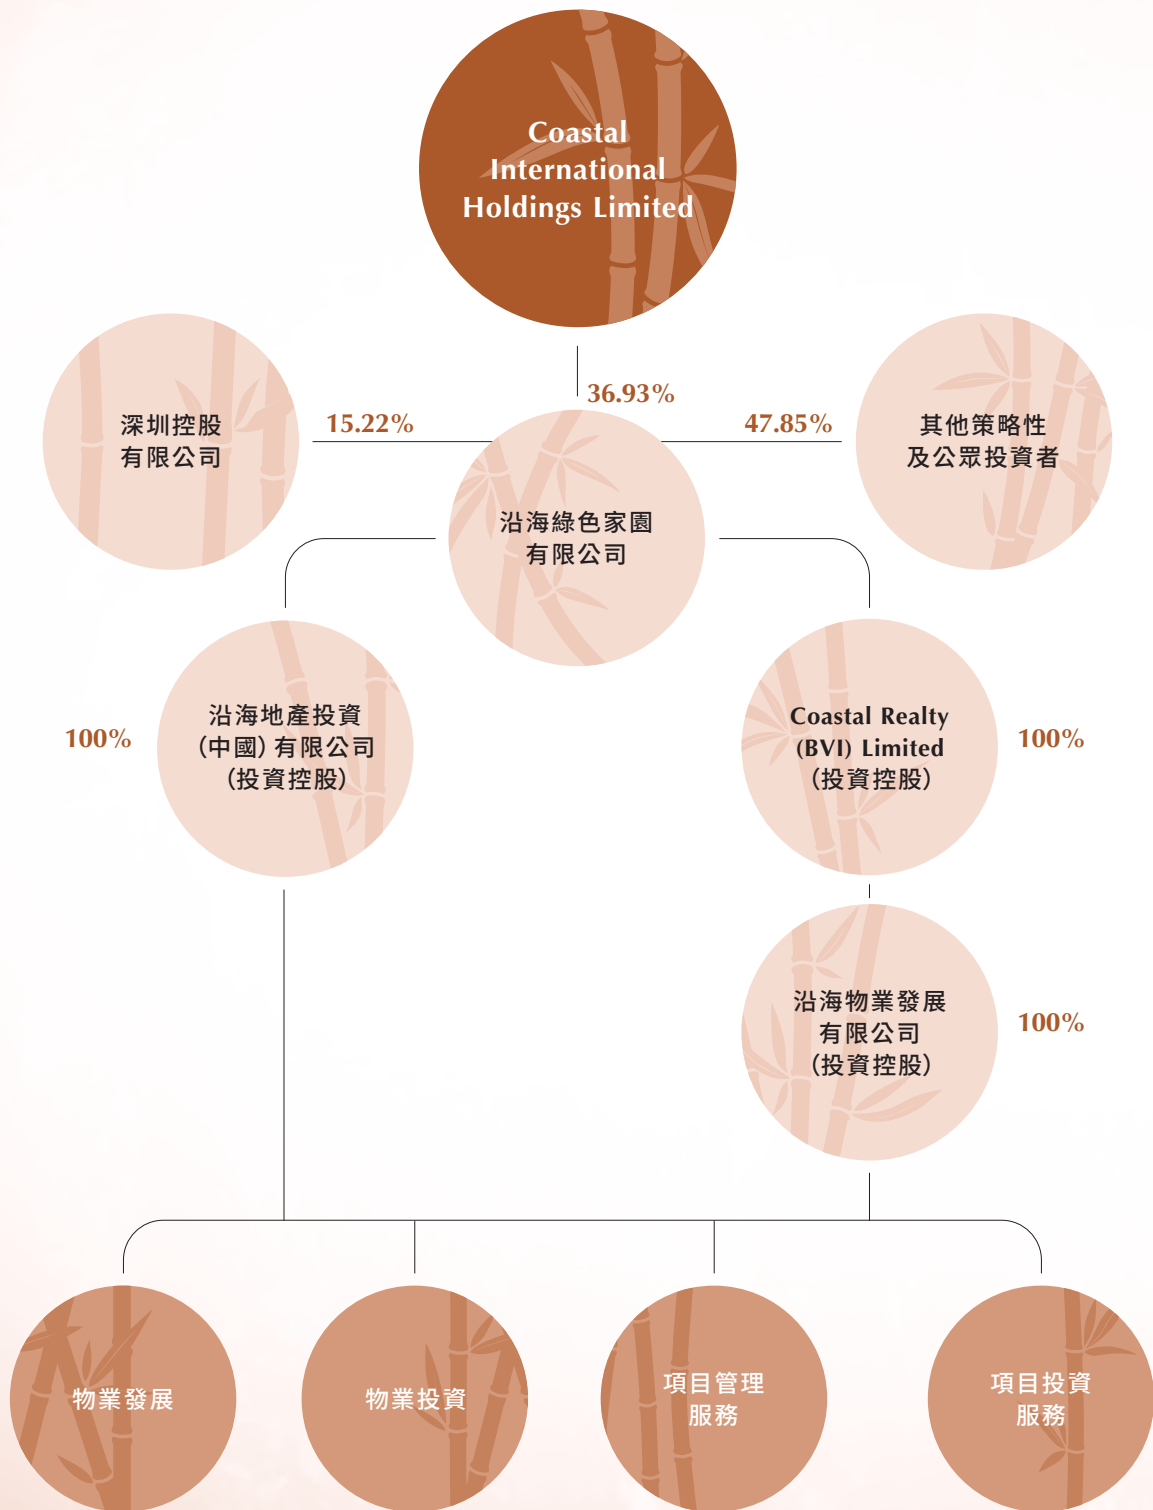 Coastal
International
Holdings Limited
36.93%
15.22%
47.85%
深圳控股
有限公司
其他策略性
及公眾投資者
沿海綠色家園
有限公司
100%
沿海地產投資
（中國）有限公司
（投資控股）
Coastal Realty
(BVI) Limited
（投資控股）
100%
沿海物業發展
有限公司
（投資控股）
100%
物業發展
物業投資
項目管理
服務
項目投資
服務